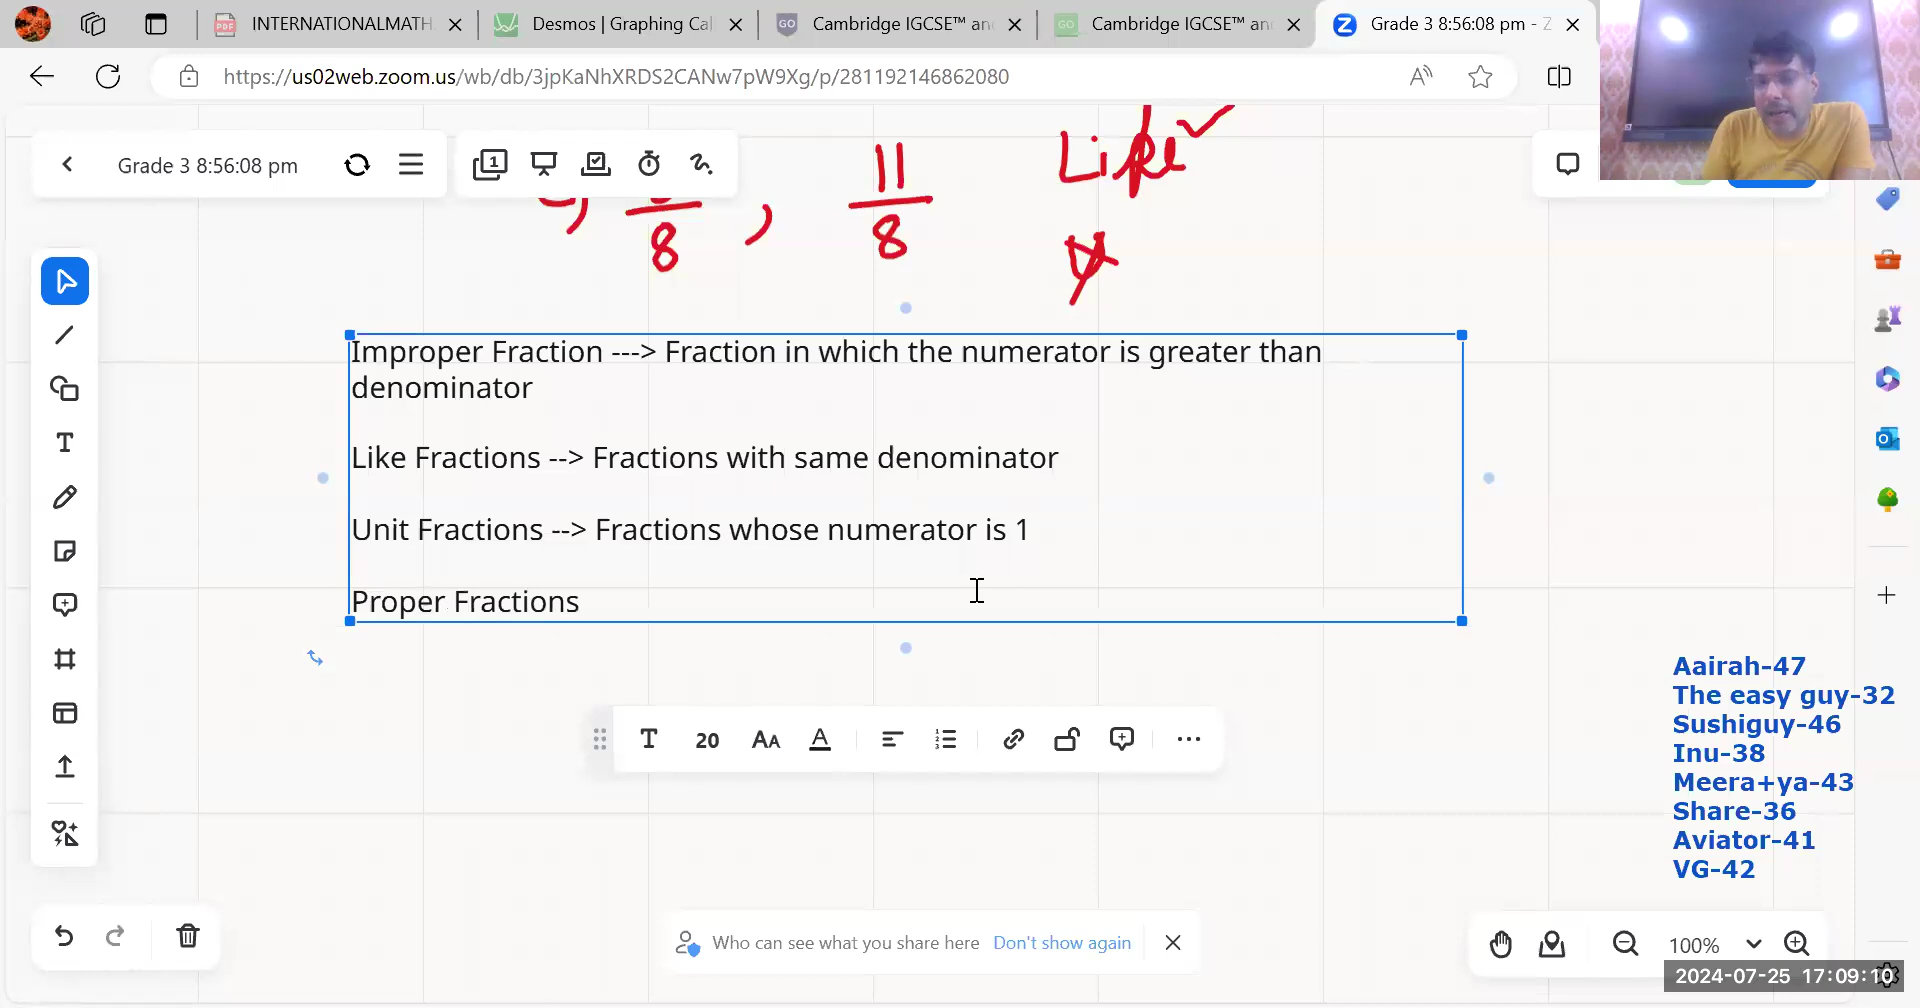 INTERNATIONALMATH
Desmos | Graphing Cal
Cambridge IGCSE™ an
Cambridge IGCSE™ an
Grade 3 8:56:08 pm - Z
https://us02web.zoom.us/wb/db/3jpKaNhXRDS2CANw7pW9Xg/p/281192146862080
Grade 3 8:56:08 pm
1
, 
8
,
11
8
Like ✓
Improper Fraction ---> Fraction in which the numerator is greater than
denominator
Like Fractions --> Fractions with same denominator
Unit Fractions --> Fractions whose numerator is 1
Proper Fractions
T 20 AA A
Aairah-47
The easy guy-32
Sushiguy-46
Inu-38
Meera+ya-43
Share-36
Aviator-41
VG-42
Who can see what you share here Don't show again
100%
2024-07-25 17:09:10